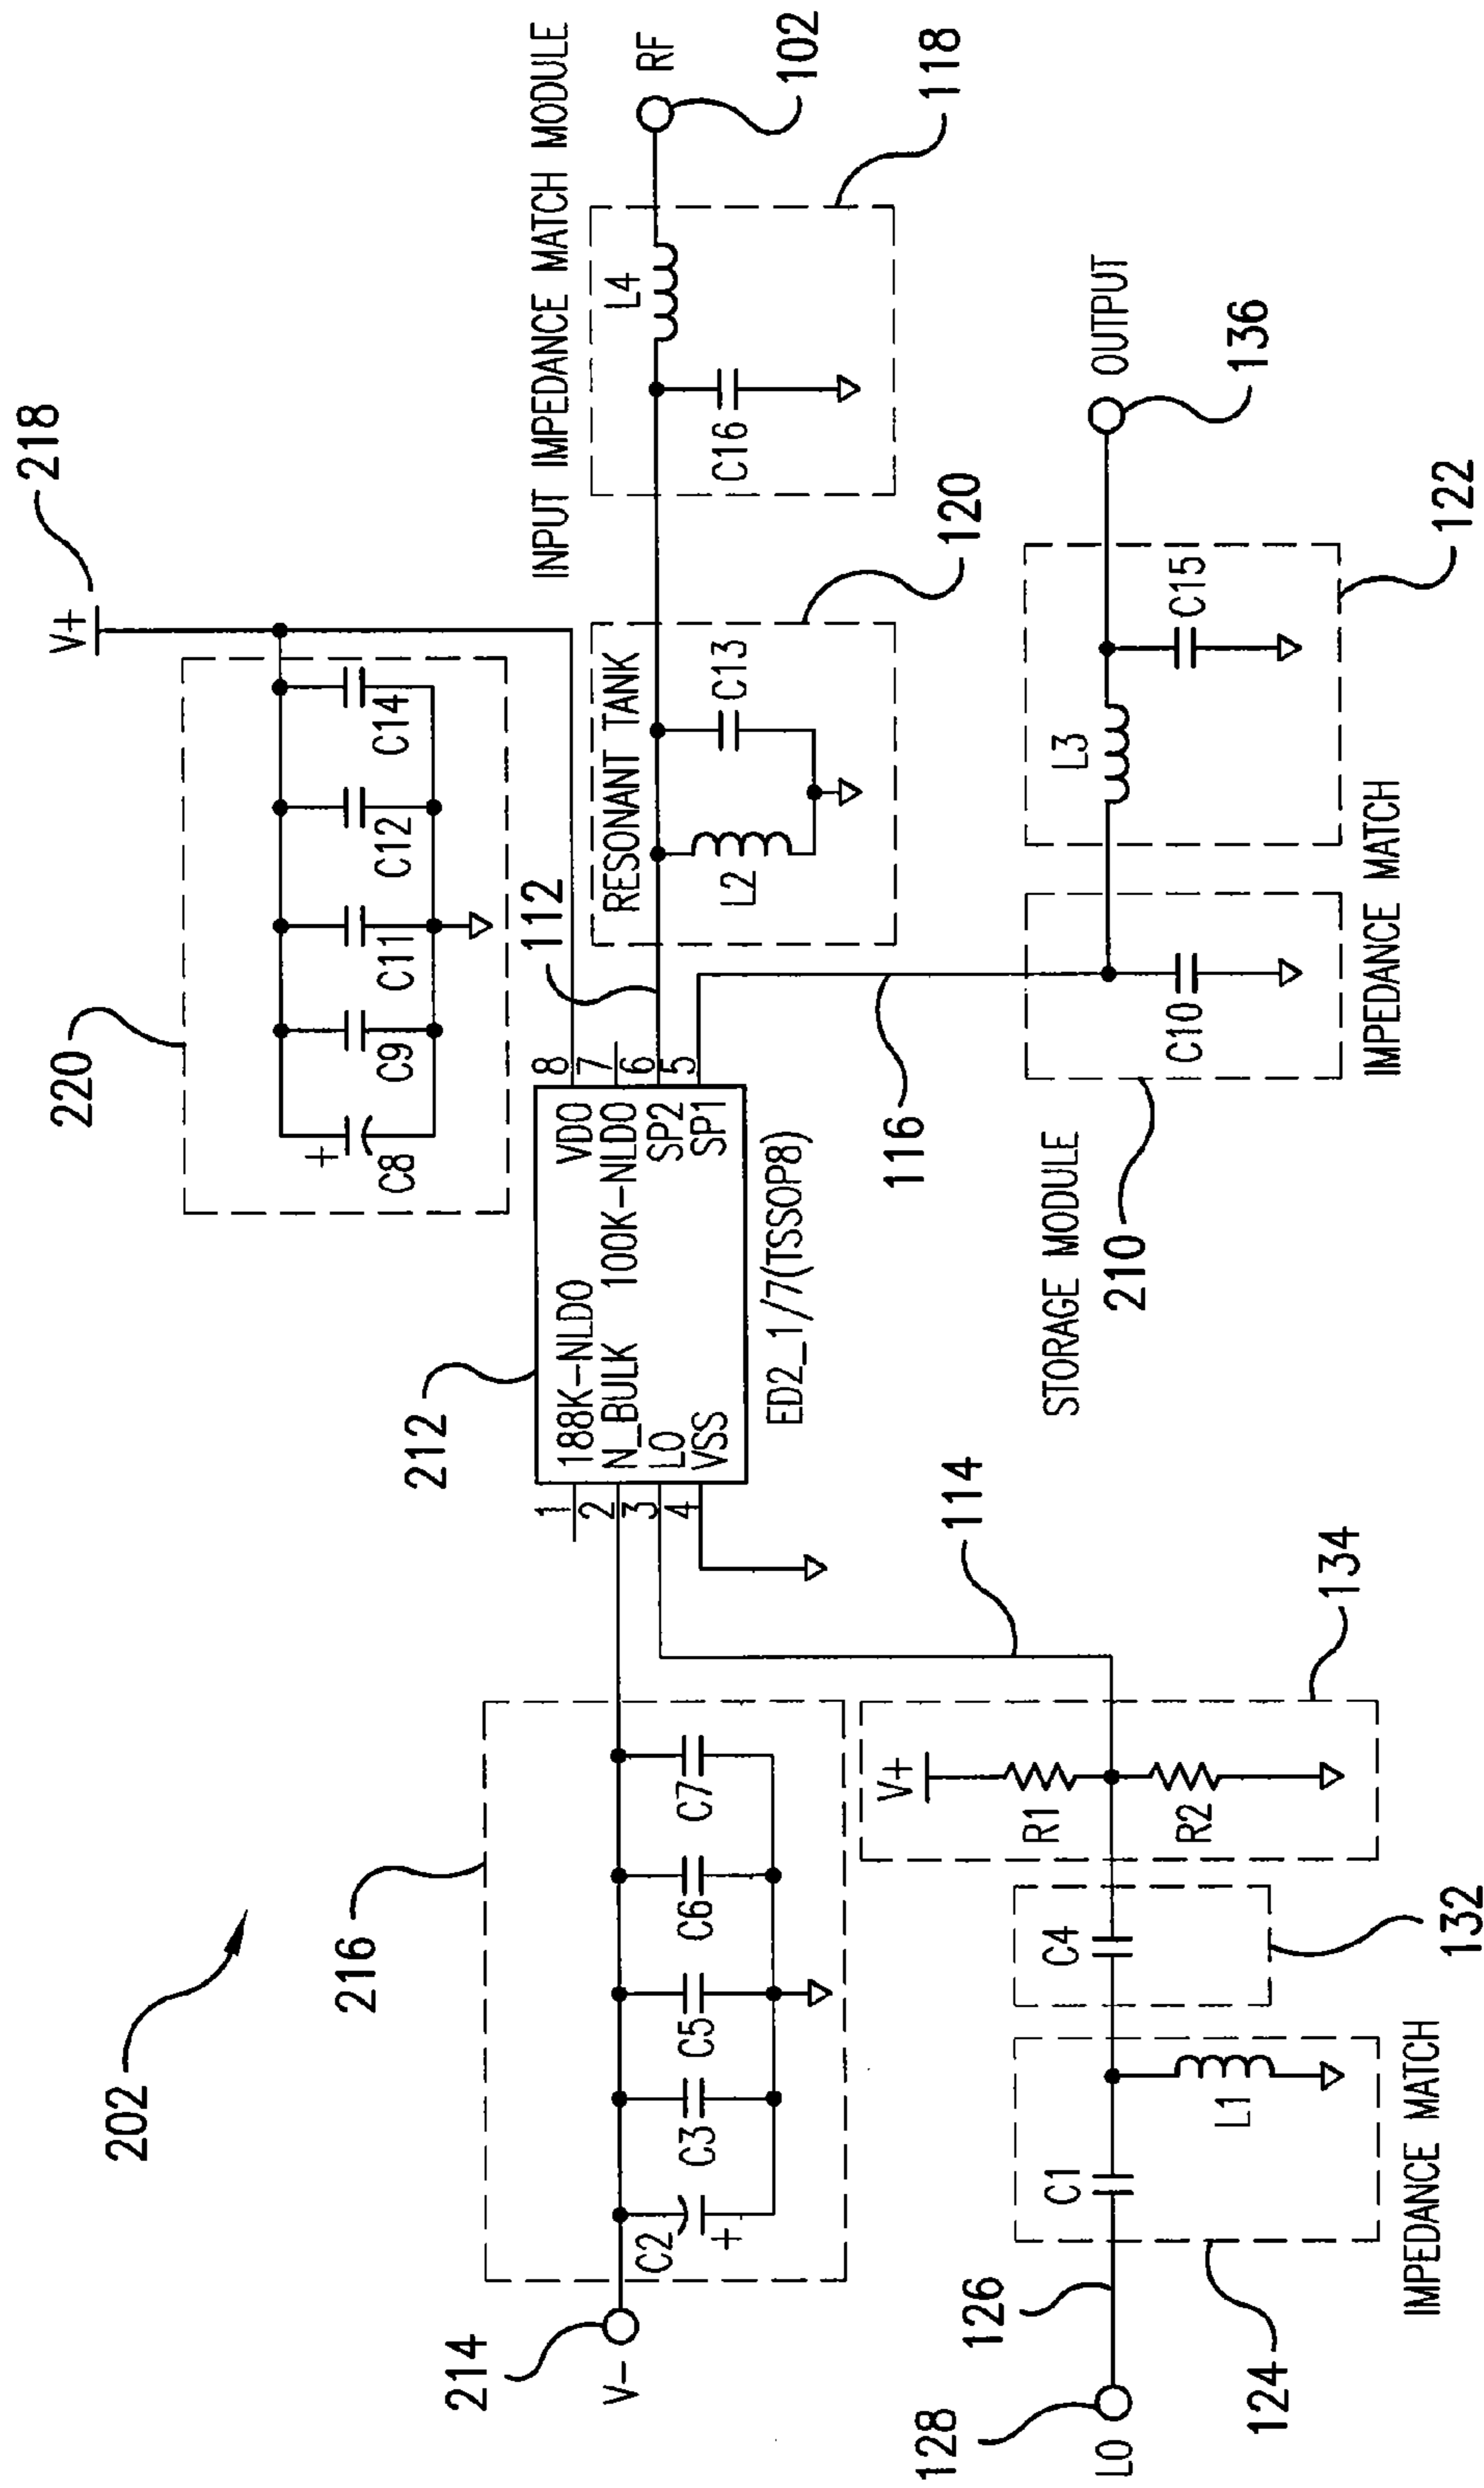 202
216
214
V-
C2
+
C3
C5
C6
C7
212
1
2
3
4
188K-NLDO
N_BULK
LO
VSS
VDO
100K-NLDO
SP2
SP1
8
7
6
5
ED2_1/7(TSSOP8)
220
+
C8
C9
C11
C12
C14
V+
218
112
RESONANT TANK
L2
C13
120
INPUT IMPEDANCE MATCH MODULE
L4
C16
RF
102
118
116
STORAGE MODULE
210
C10
IMPEDANCE MATCH
L3
C15
122
OUTPUT
136
114
134
V+
R1
R2
C4
132
C1
L1
IMPEDANCE MATCH
124
126
128
LO